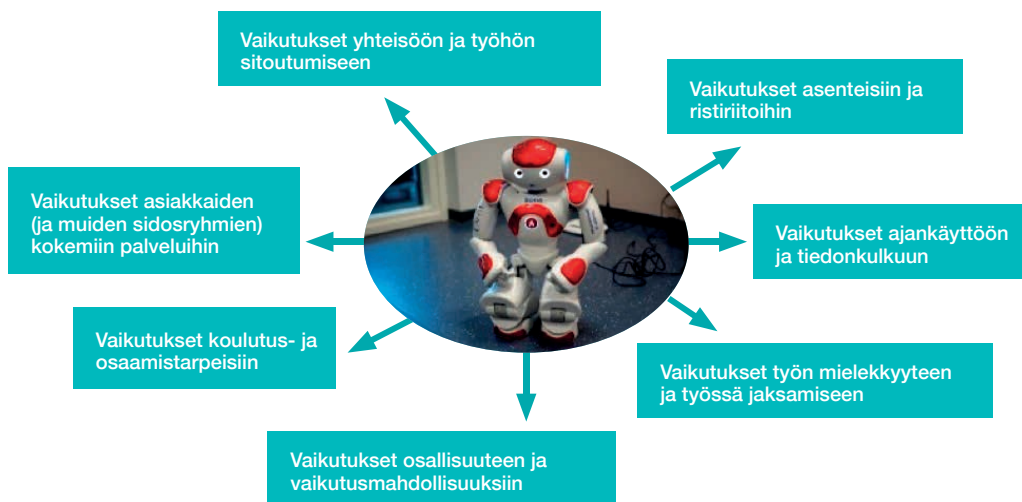 Vaikutukset yhteisöön ja työhön
sitoutumiseen
Vaikutukset asenteisiin ja
ristiriitoihin
Vaikutukset asiakkaiden
(ja muiden sidosryhmien)
kokemiin palveluihin
Vaikutukset ajankäyttöön
ja tiedonkulkuun
Vaikutukset koulutus- ja
osaamistarpeisiin
Vaikutukset työn mielekkyyteen
ja työssä jaksamiseen
Vaikutukset osallisuuteen ja
vaikutusmahdollisuuksiin